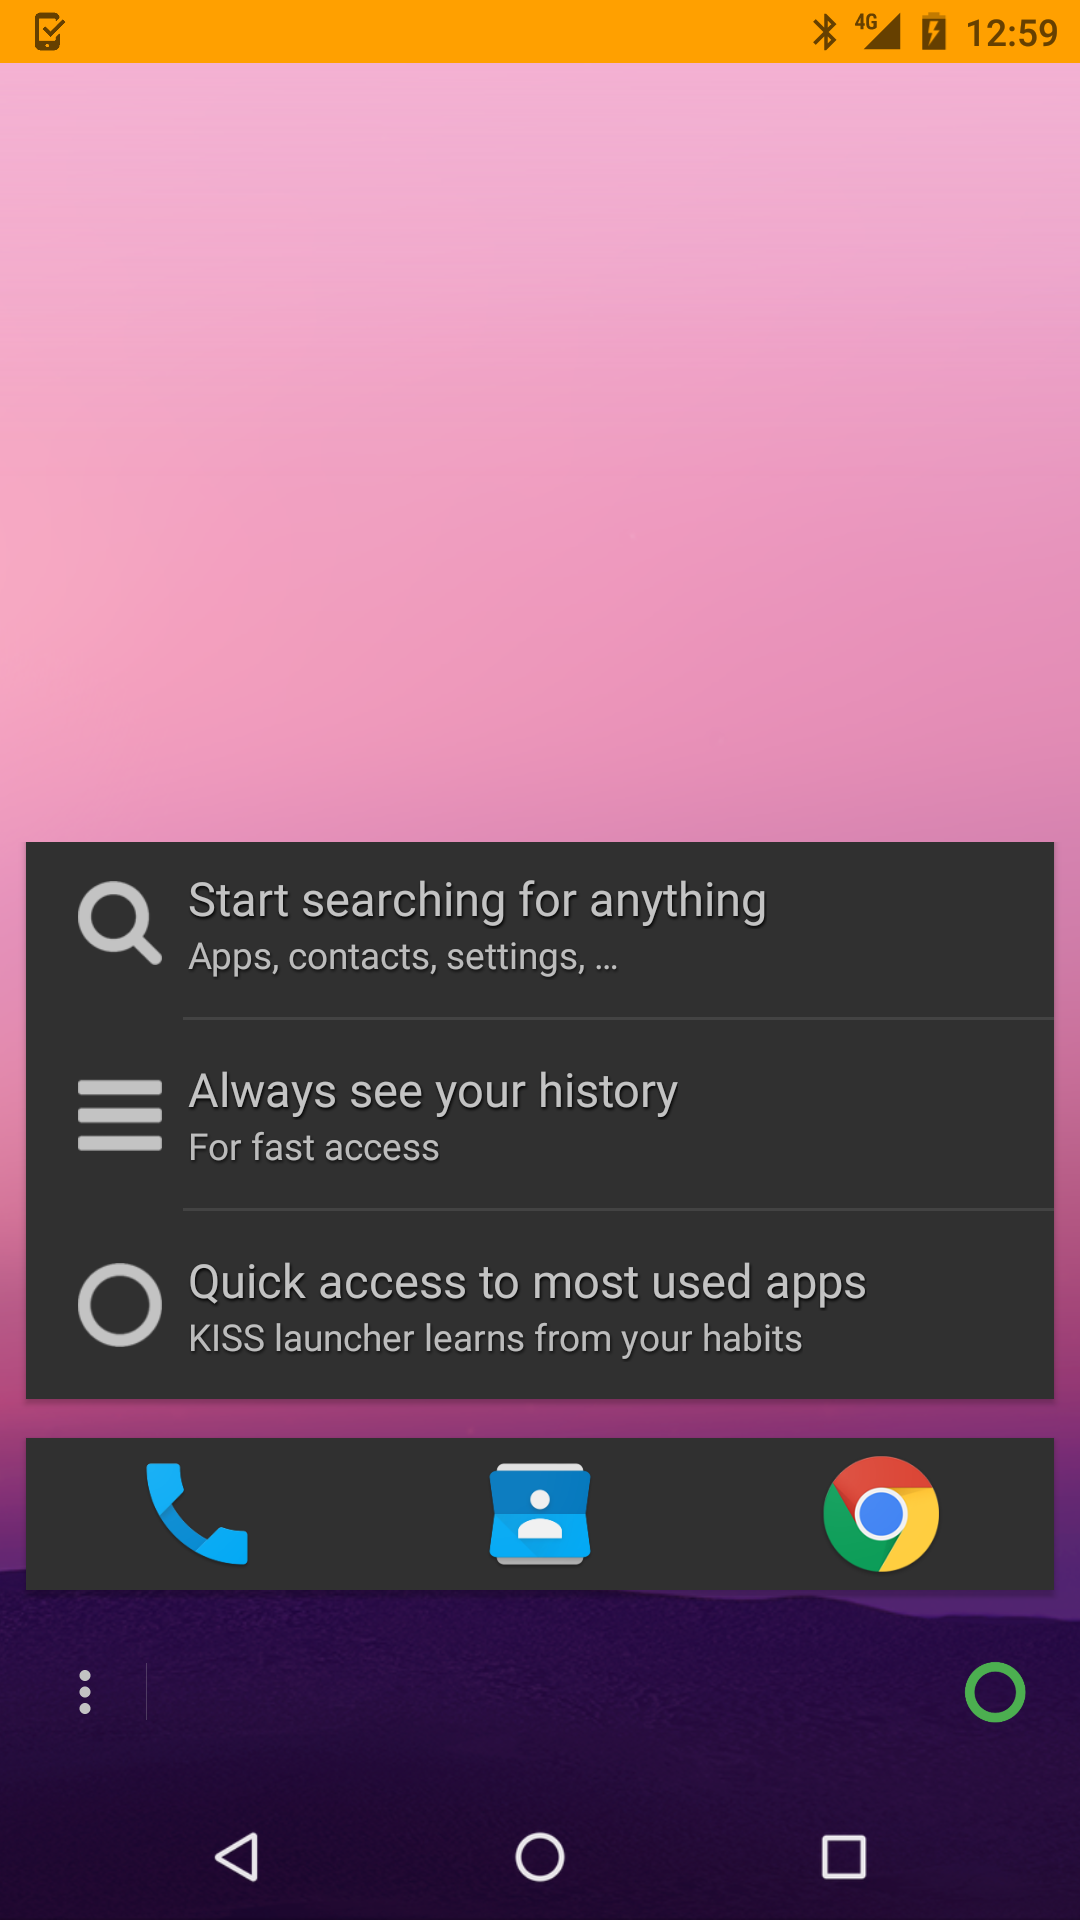 4G 12:59
Start searching for anything
Apps, contacts, settings, ...
Always see your history
For fast access
Quick access to most used apps
KISS launcher learns from your habits